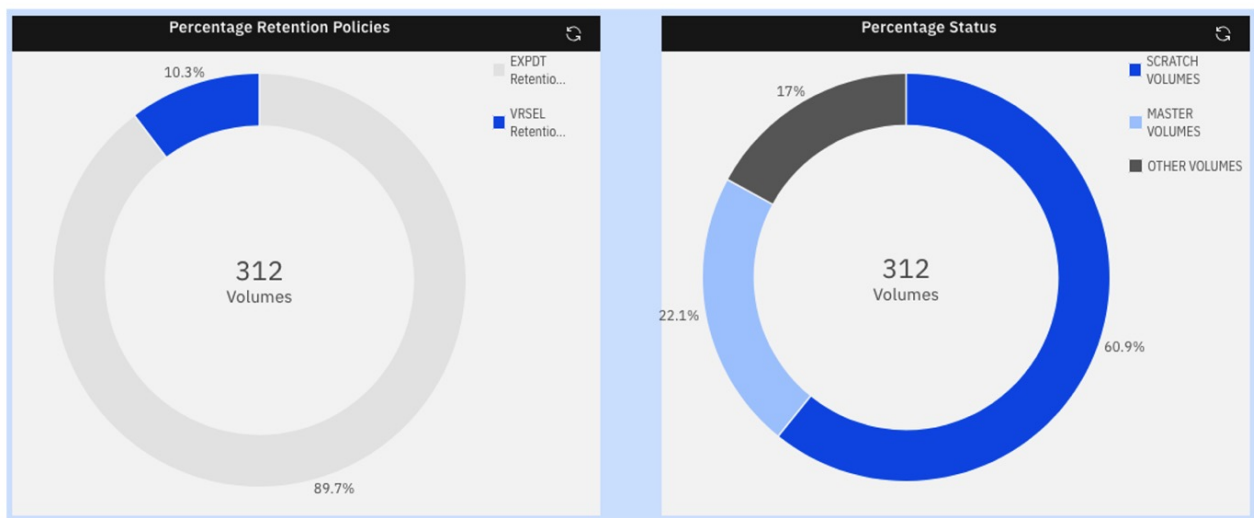 Percentage Retention Policies
10.3%
EXPDT
Retentio...
VRSEL
Retentio...
312
Volumes
89.7%
Percentage Status
17%
SCRATCH
VOLUMES
MASTER
VOLUMES
OTHER VOLUMES
312
Volumes
22.1%
60.9%